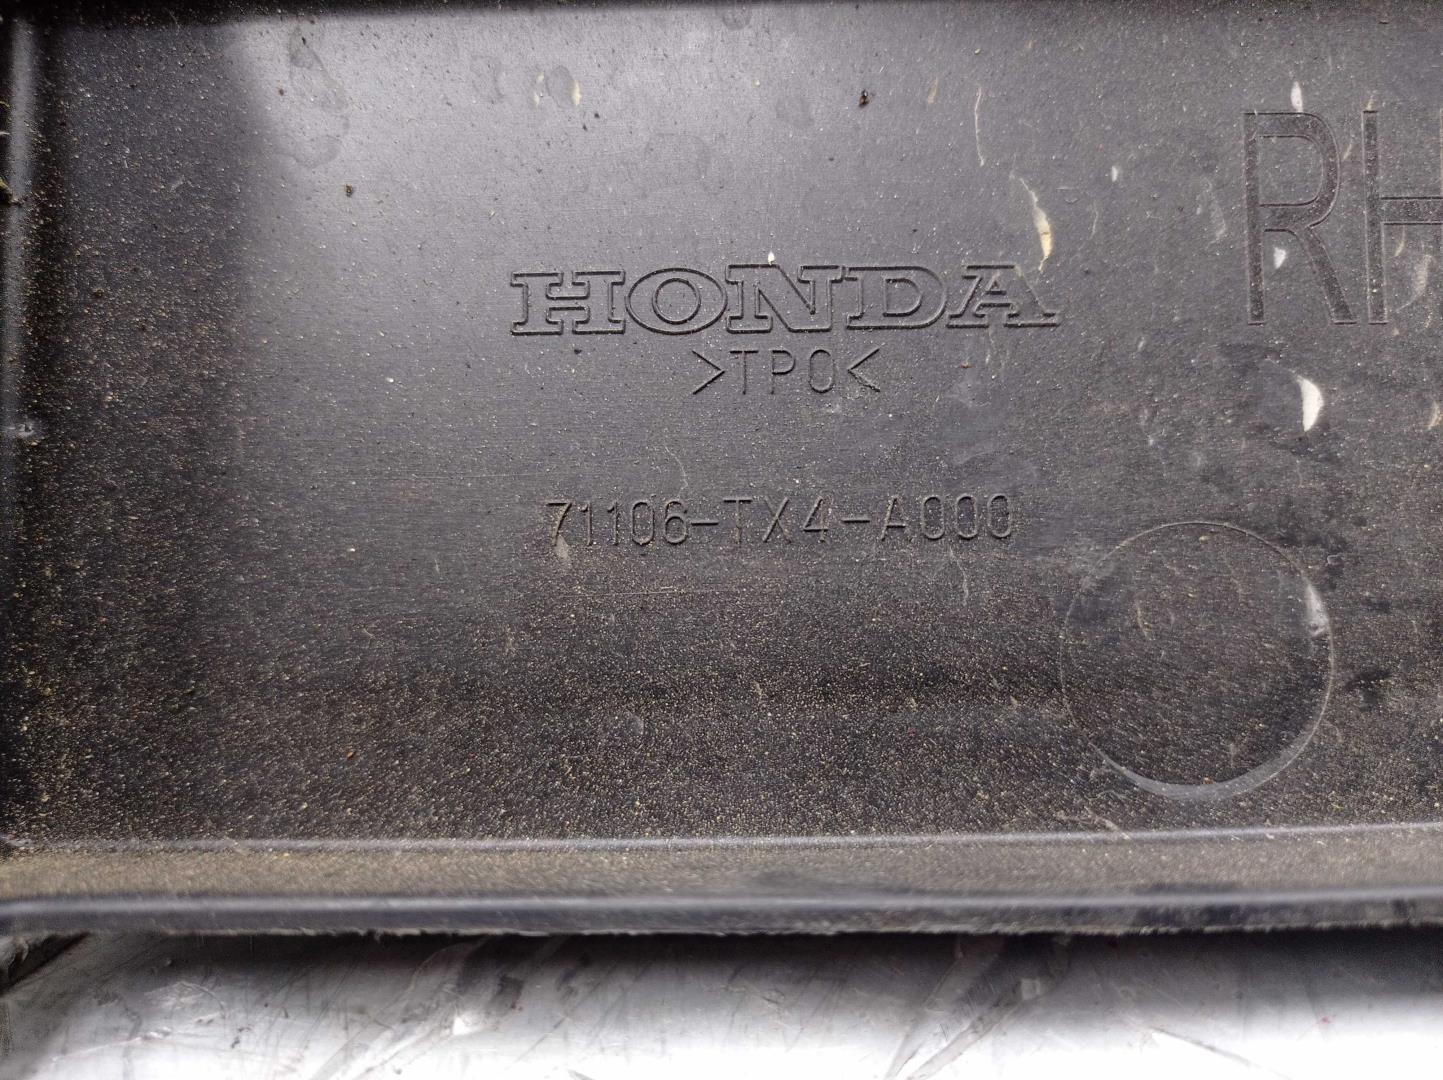 RH
HONDA
>TPO<
71106-TX4-A000